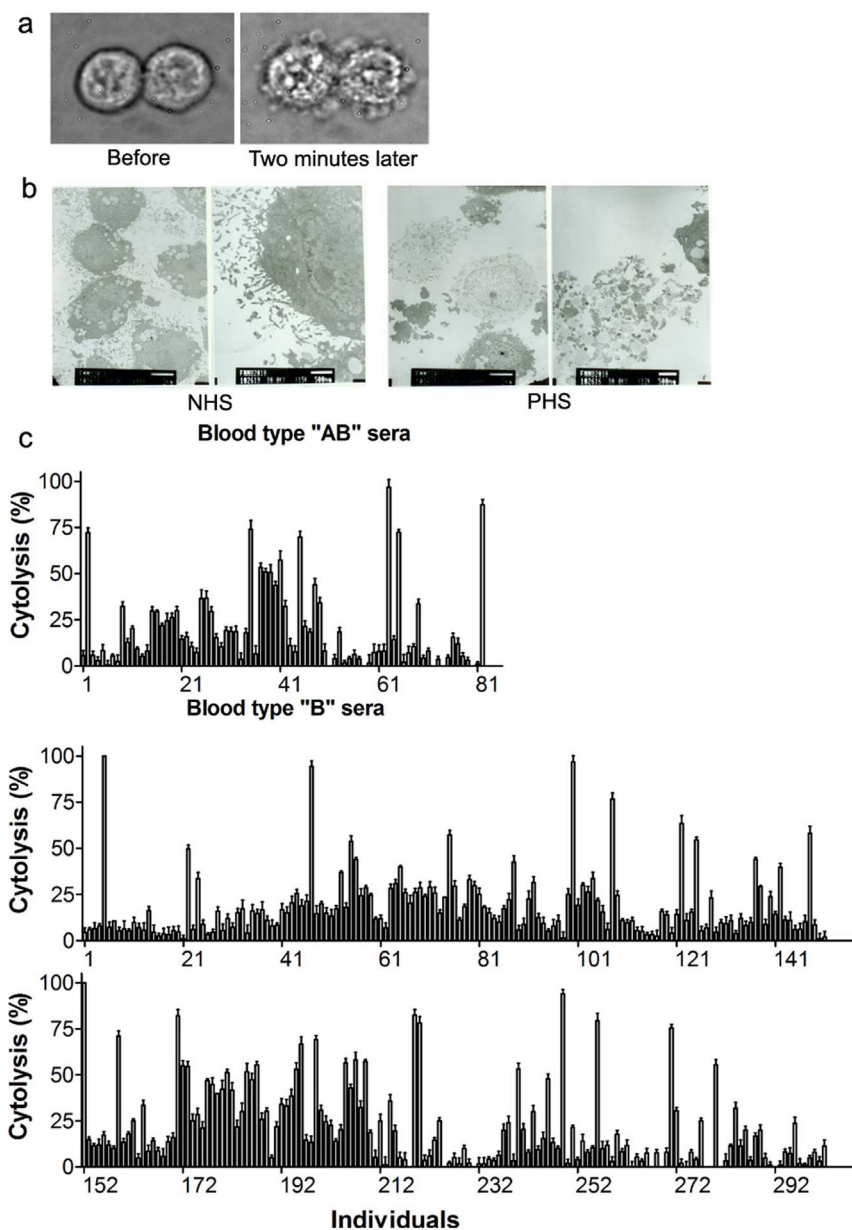 a
Before Two minutes later
b
NHS PHS
c
Blood type "AB" sera
Cytolysis (%)
100
75
50
25
0
1 21 41 61 81
Blood type "B" sera
Cytolysis (%)
100
75
50
25
0
1 21 41 61 81 101 121 141
Cytolysis (%)
100
75
50
25
0
152 172 192 212 232 252 272 292
Individuals